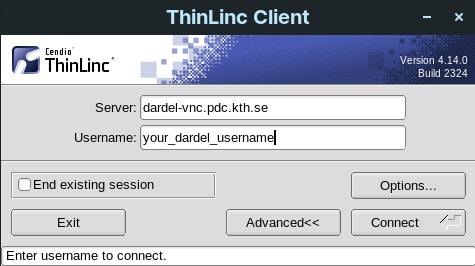 ThinLinc Client
Cendio
ThinLinc®
Version 4.14.0
Build 2324
Server: dardel-vnc.pdc.kth.se
Username: your_dardel_username
End existing session
Options...
Exit
Advanced<<
Connect
Enter username to connect.